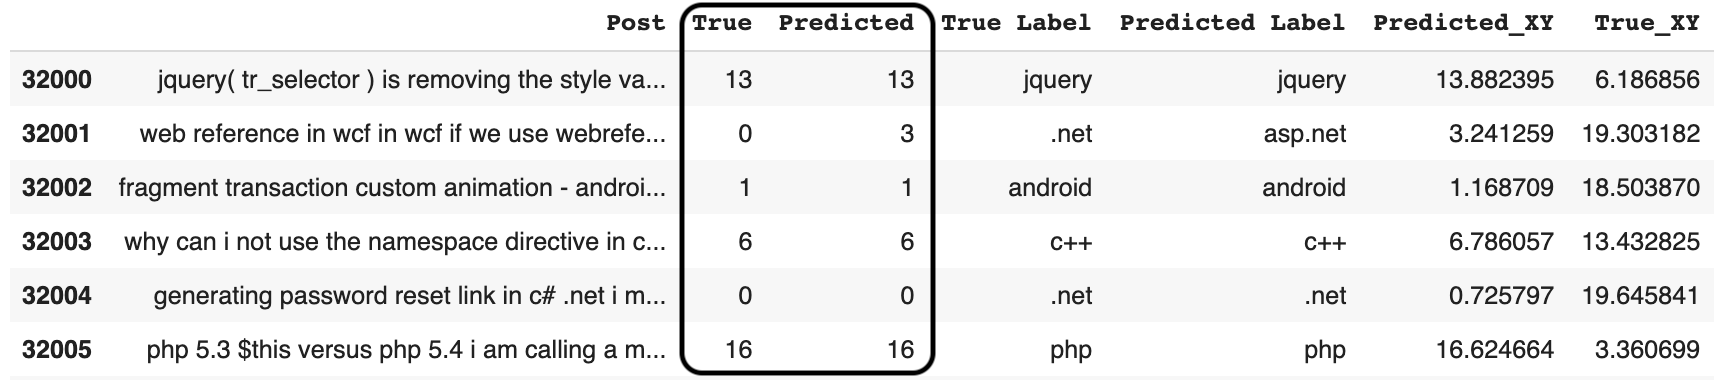 Post True Predicted True Label Predicted Label Predicted_XY True_XY
32000 jquery( tr_selector ) is removing the style va... 13 13 jquery jquery 13.882395 6.186856
32001 web reference in wcf in wcf if we use webrefe... 0 3 .net asp.net 3.241259 19.303182
32002 fragment transaction custom animation - androi... 1 1 android android 1.168709 18.503870
32003 why can i not use the namespace directive in c... 6 6 c++ c++ 6.786057 13.432825
32004 generating password reset link in c# .net i m... 0 0 .net .net 0.725797 19.645841
32005 php 5.3 $this versus php 5.4 i am calling a m... 16 16 php php 16.624664 3.360699